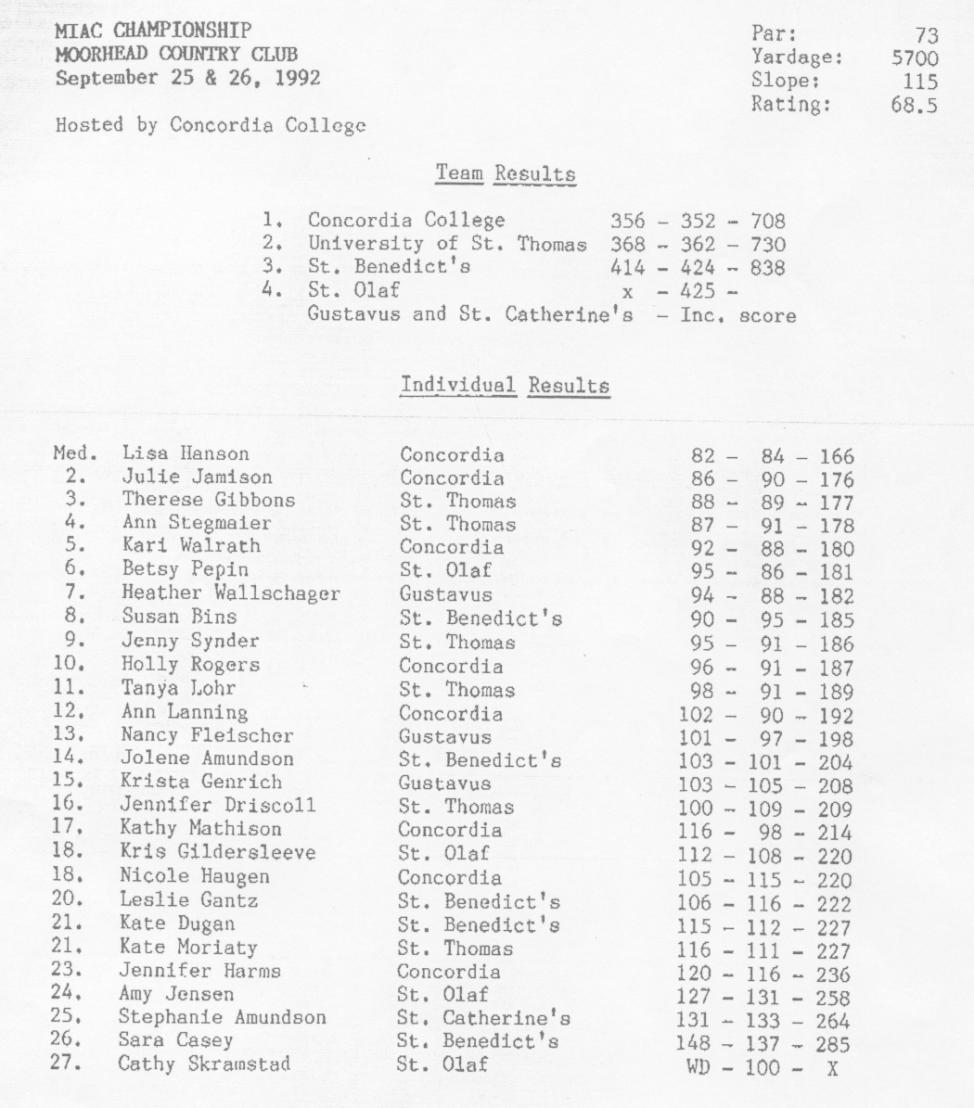 MIAC CHAMPIONSHIP
MOORHEAD COUNTRY CLUB
September 25 & 26, 1992
Hosted by Concordia College
Par: 73
Yardage: 5700
Slope: 115
Rating: 68.5
Team Results
1. Concordia College 356 - 352 - 708
2. University of St. Thomas 368 - 362 - 730
3. St. Benedict's 414 - 424 - 838
4. St. Olaf x - 425 -
Gustavus and St. Catherine's - Inc. score
Individual Results
Med. Lisa Hanson Concordia 82 - 84 - 166
2. Julie Jamison Concordia 86 - 90 - 176
3. Therese Gibbons St. Thomas 88 - 89 - 177
4. Ann Stegmaier St. Thomas 87 - 91 - 178
5. Kari Walrath Concordia 92 - 88 - 180
6. Betsy Pepin St. Olaf 95 - 86 - 181
7. Heather Wallschager Gustavus 94 - 88 - 182
8. Susan Bins St. Benedict's 90 - 95 - 185
9. Jenny Synder St. Thomas 95 - 91 - 186
10. Holly Rogers Concordia 96 - 91 - 187
11. Tanya Lohr St. Thomas 98 - 91 - 189
12. Ann Lanning Concordia 102 - 90 - 192
13. Nancy Fleischer Gustavus 101 - 97 - 198
14. Jolene Amundson St. Benedict's 103 - 101 - 204
15. Krista Genrich Gustavus 103 - 105 - 208
16. Jennifer Driscoll St. Thomas 100 - 109 - 209
17. Kathy Mathison Concordia 116 - 98 - 214
18. Kris Gildersleeve St. Olaf 112 - 108 - 220
18. Nicole Haugen Concordia 105 - 115 - 220
20. Leslie Gantz St. Benedict's 106 - 116 - 222
21. Kate Dugan St. Benedict's 115 - 112 - 227
21. Kate Moriaty St. Thomas 116 - 111 - 227
23. Jennifer Harms Concordia 120 - 116 - 236
24. Amy Jensen St. Olaf 127 - 131 - 258
25. Stephanie Amundson St. Catherine's 131 - 133 - 264
26. Sara Casey St. Benedict's 148 - 137 - 285
27. Cathy Skramstad St. Olaf WD - 100 - X